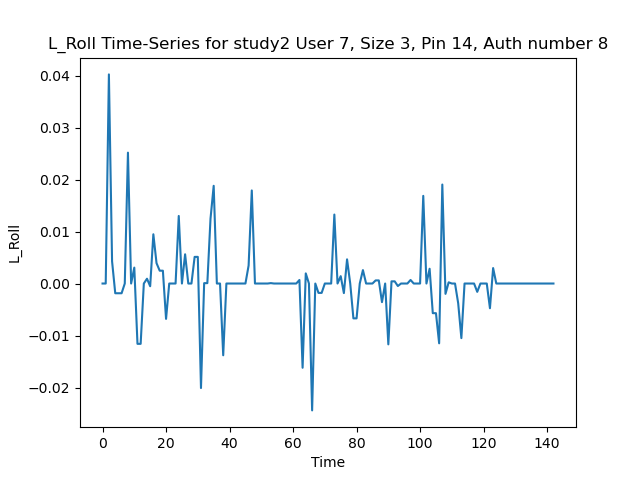 L_Roll Time-Series for study2 User 7, Size 3, Pin 14, Auth number 8
0.04
0.03
0.02
0.01
0.00
−0.01
−0.02
L_Roll
0 20 40 60 80 100 120 140
Time